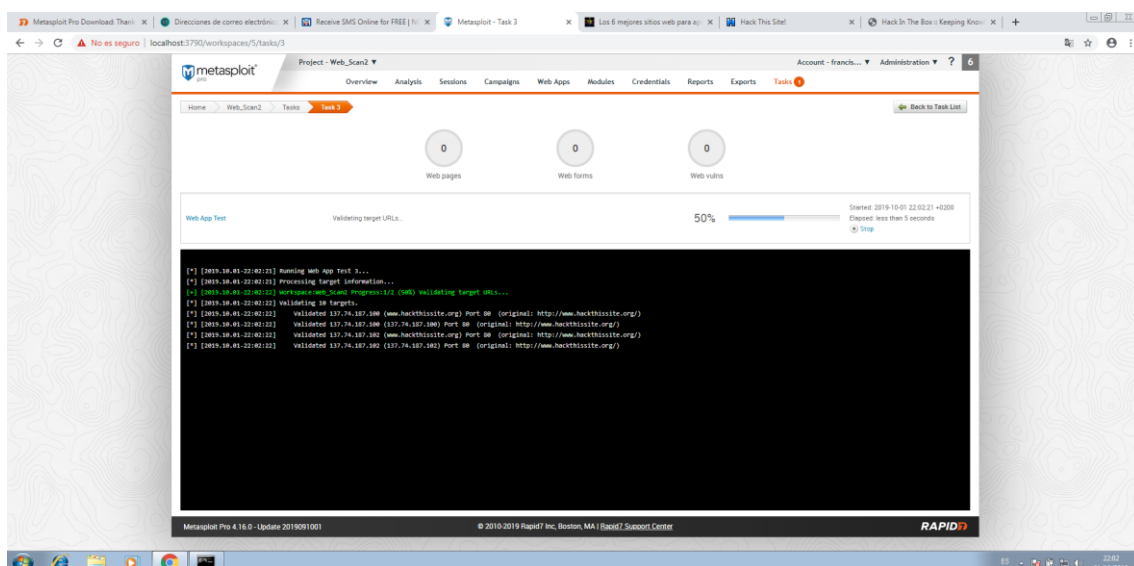 Metasploit Pro Download: Thank
Direcciones de correo electrónic
Receive SMS Online for FREE | N
Metasploit - Task 3
Los 6 mejores sitios web para ap
Hack This Site!
Hack In The Box :: Keeping Know
No es seguro | localhost:3790/workspaces/5/tasks/3
metasploit pro
Project - Web_Scan2 ▼
Account - francis... ▼ Administration ▼ ? 6
Overview Analysis Sessions Campaigns Web Apps Modules Credentials Reports Exports Tasks
Home Web_Scan2 Tasks Task 3
Back to Task List
0 0 0
Web pages Web forms Web vulns
Web App Test
Validating target URLs...
50%
Started: 2019-10-01 22:02:21 +0200
Elapsed: less than 5 seconds
Stop
[*] [2019.10.01-22:02:21] Running Web App Test 3...
[*] [2019.10.01-22:02:21] Processing target information...
[+] [2019.10.01-22:02:22] Workspace:Web_Scan2 Progress:1/2 (50%) Validating target URLs...
[*] [2019.10.01-22:02:22] Validating 10 targets.
[*] [2019.10.01-22:02:22] Validated 137.74.187.100 (www.hackthissite.org) Port 80 (original: http://www.hackthissite.org/)
[*] [2019.10.01-22:02:22] Validated 137.74.187.100 (137.74.187.100) Port 80 (original: http://www.hackthissite.org/)
[*] [2019.10.01-22:02:22] Validated 137.74.187.102 (www.hackthissite.org) Port 80 (original: http://www.hackthissite.org/)
[*] [2019.10.01-22:02:22] Validated 137.74.187.102 (137.74.187.102) Port 80 (original: http://www.hackthissite.org/)
Metasploit Pro 4.16.0 - Update 2019091001
© 2010-2019 Rapid7 Inc, Boston, MA | Rapid7 Support Center
RAPID7
ES
22:02